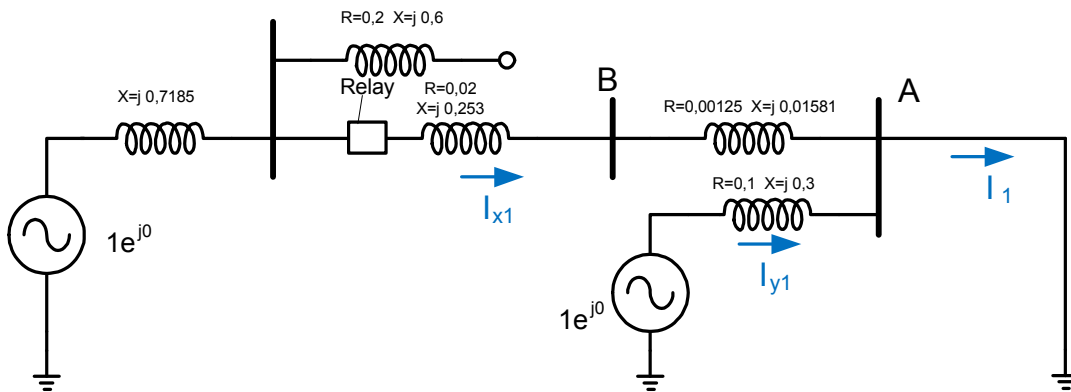 R=0,2 X=j 0,6
Relay
X=j 0,7185
R=0,02
X=j 0,253
B
R=0,00125 X=j 0,01581
A
I x1
I 1
R=0,1 X=j 0,3
I y1
1e j0
1e j0